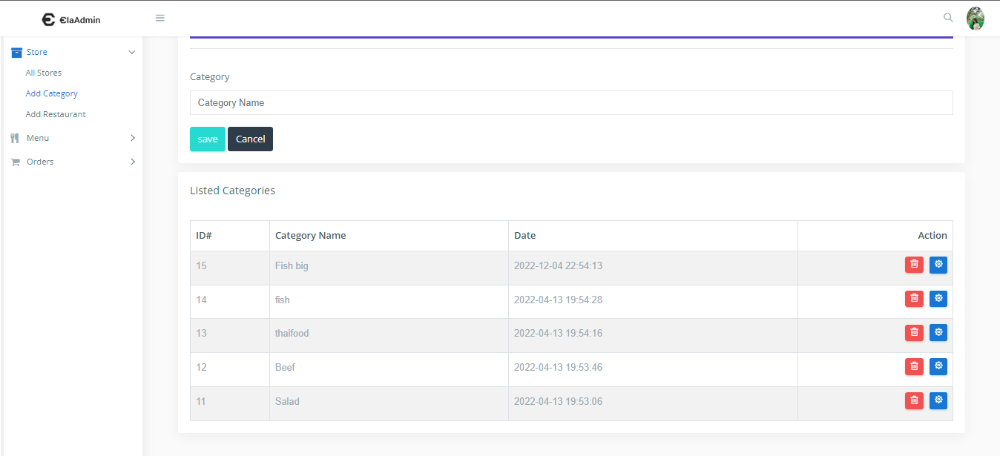 ElaAdmin
Store
All Stores
Add Category
Add Restaurant
Menu
Orders
Category
Category Name
save Cancel
Listed Categories
ID# Category Name Date Action
15 Fish big 2022-12-04 22:54:13
14 fish 2022-04-13 19:54:28
13 thaifood 2022-04-13 19:54:16
12 Beef 2022-04-13 19:53:46
11 Salad 2022-04-13 19:53:06